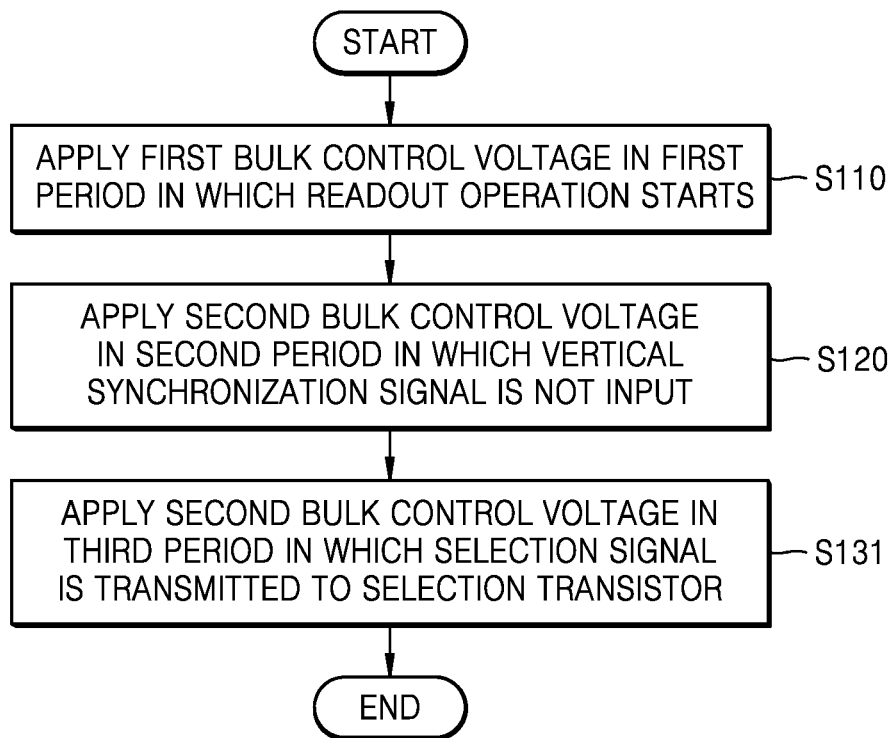 START
APPLY FIRST BULK CONTROL VOLTAGE IN FIRST
PERIOD IN WHICH READOUT OPERATION STARTS
S110
APPLY SECOND BULK CONTROL VOLTAGE
IN SECOND PERIOD IN WHICH VERTICAL
SYNCHRONIZATION SIGNAL IS NOT INPUT
S120
APPLY SECOND BULK CONTROL VOLTAGE IN
THIRD PERIOD IN WHICH SELECTION SIGNAL
IS TRANSMITTED TO SELECTION TRANSISTOR
S131
END